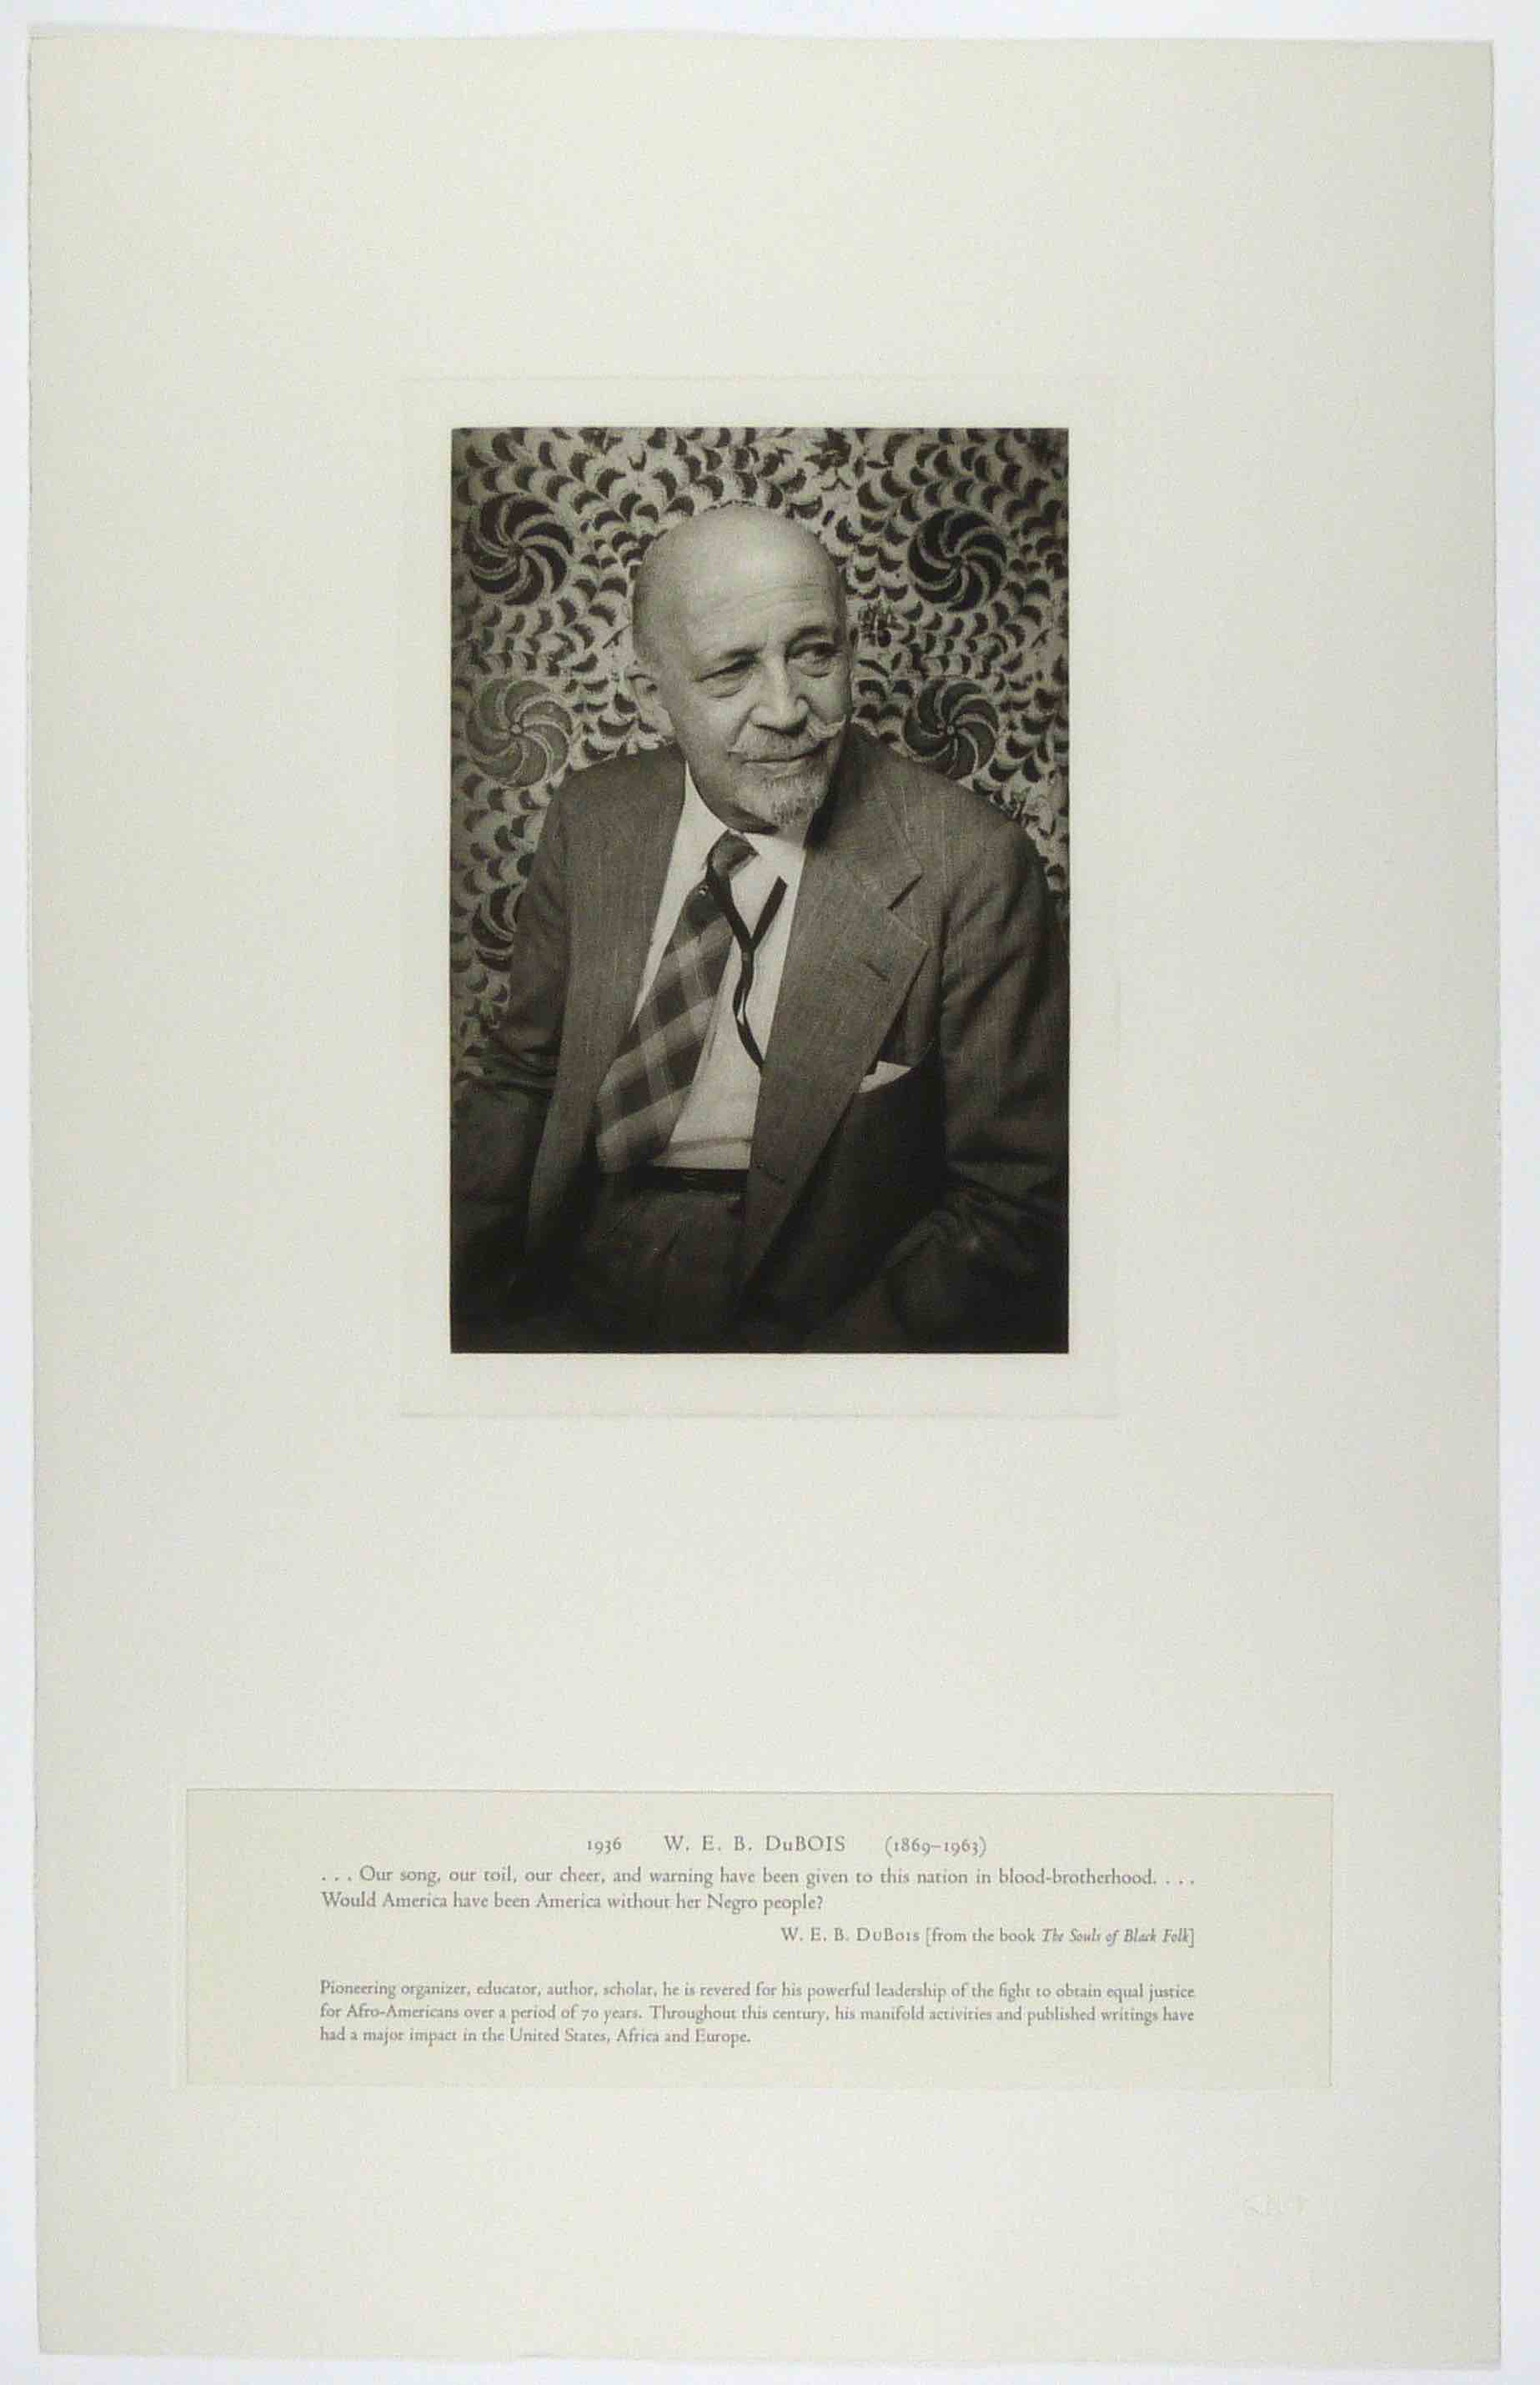 1936 W. E. B. DuBOIS (1869–1963)
. . . Our song, our toil, our cheer, and warning have been given to this nation in blood-brotherhood. . . .
Would America have been America without her Negro people?
W. E. B. DuBois [from the book The Souls of Black Folk]
Pioneering organizer, educator, author, scholar, he is revered for his powerful leadership of the fight to obtain equal justice
for Afro-Americans over a period of 70 years. Throughout this century, his manifold activities and published writings have
had a major impact in the United States, Africa and Europe.